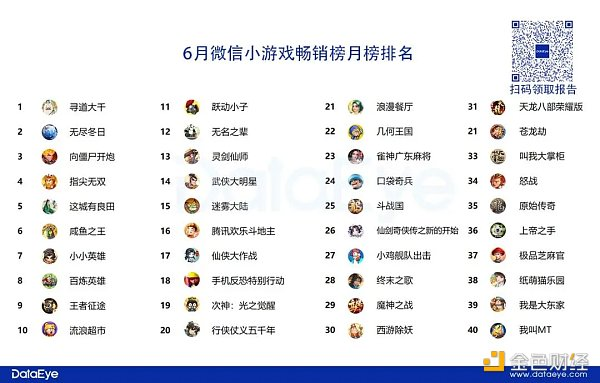 DataEye
6月微信小游戏畅销榜月榜排名
扫码领取报告
1 寻道大千
2 无尽冬日
3 向僵尸开炮
4 指尖无双
5 这城有良田
6 咸鱼之王
7 小小英雄
8 百炼英雄
9 王者征途
10 流浪超市
11 跃动小子
12 无名之辈
13 灵剑仙师
14 武侠大明星
15 迷雾大陆
16 腾讯欢乐斗地主
17 仙侠大作战
18 手机反恐特别行动
19 次神：光之觉醒
20 行侠仗义五千年
21 浪漫餐厅
22 几何王国
23 雀神广东麻将
24 口袋奇兵
25 斗战国
26 仙剑奇侠传之新的开始
27 小鸡舰队出击
28 终末之歌
29 魔神之战
30 西游除妖
31 天龙八部荣耀版
21 苍龙劫
33 叫我大掌柜
34 怒战
35 原始传奇
36 上帝之手
37 极品芝麻官
38 纸萌猫乐园
39 我是大东家
40 我叫MT
DataEye
DataEye
金色财经
www.dataeye.com